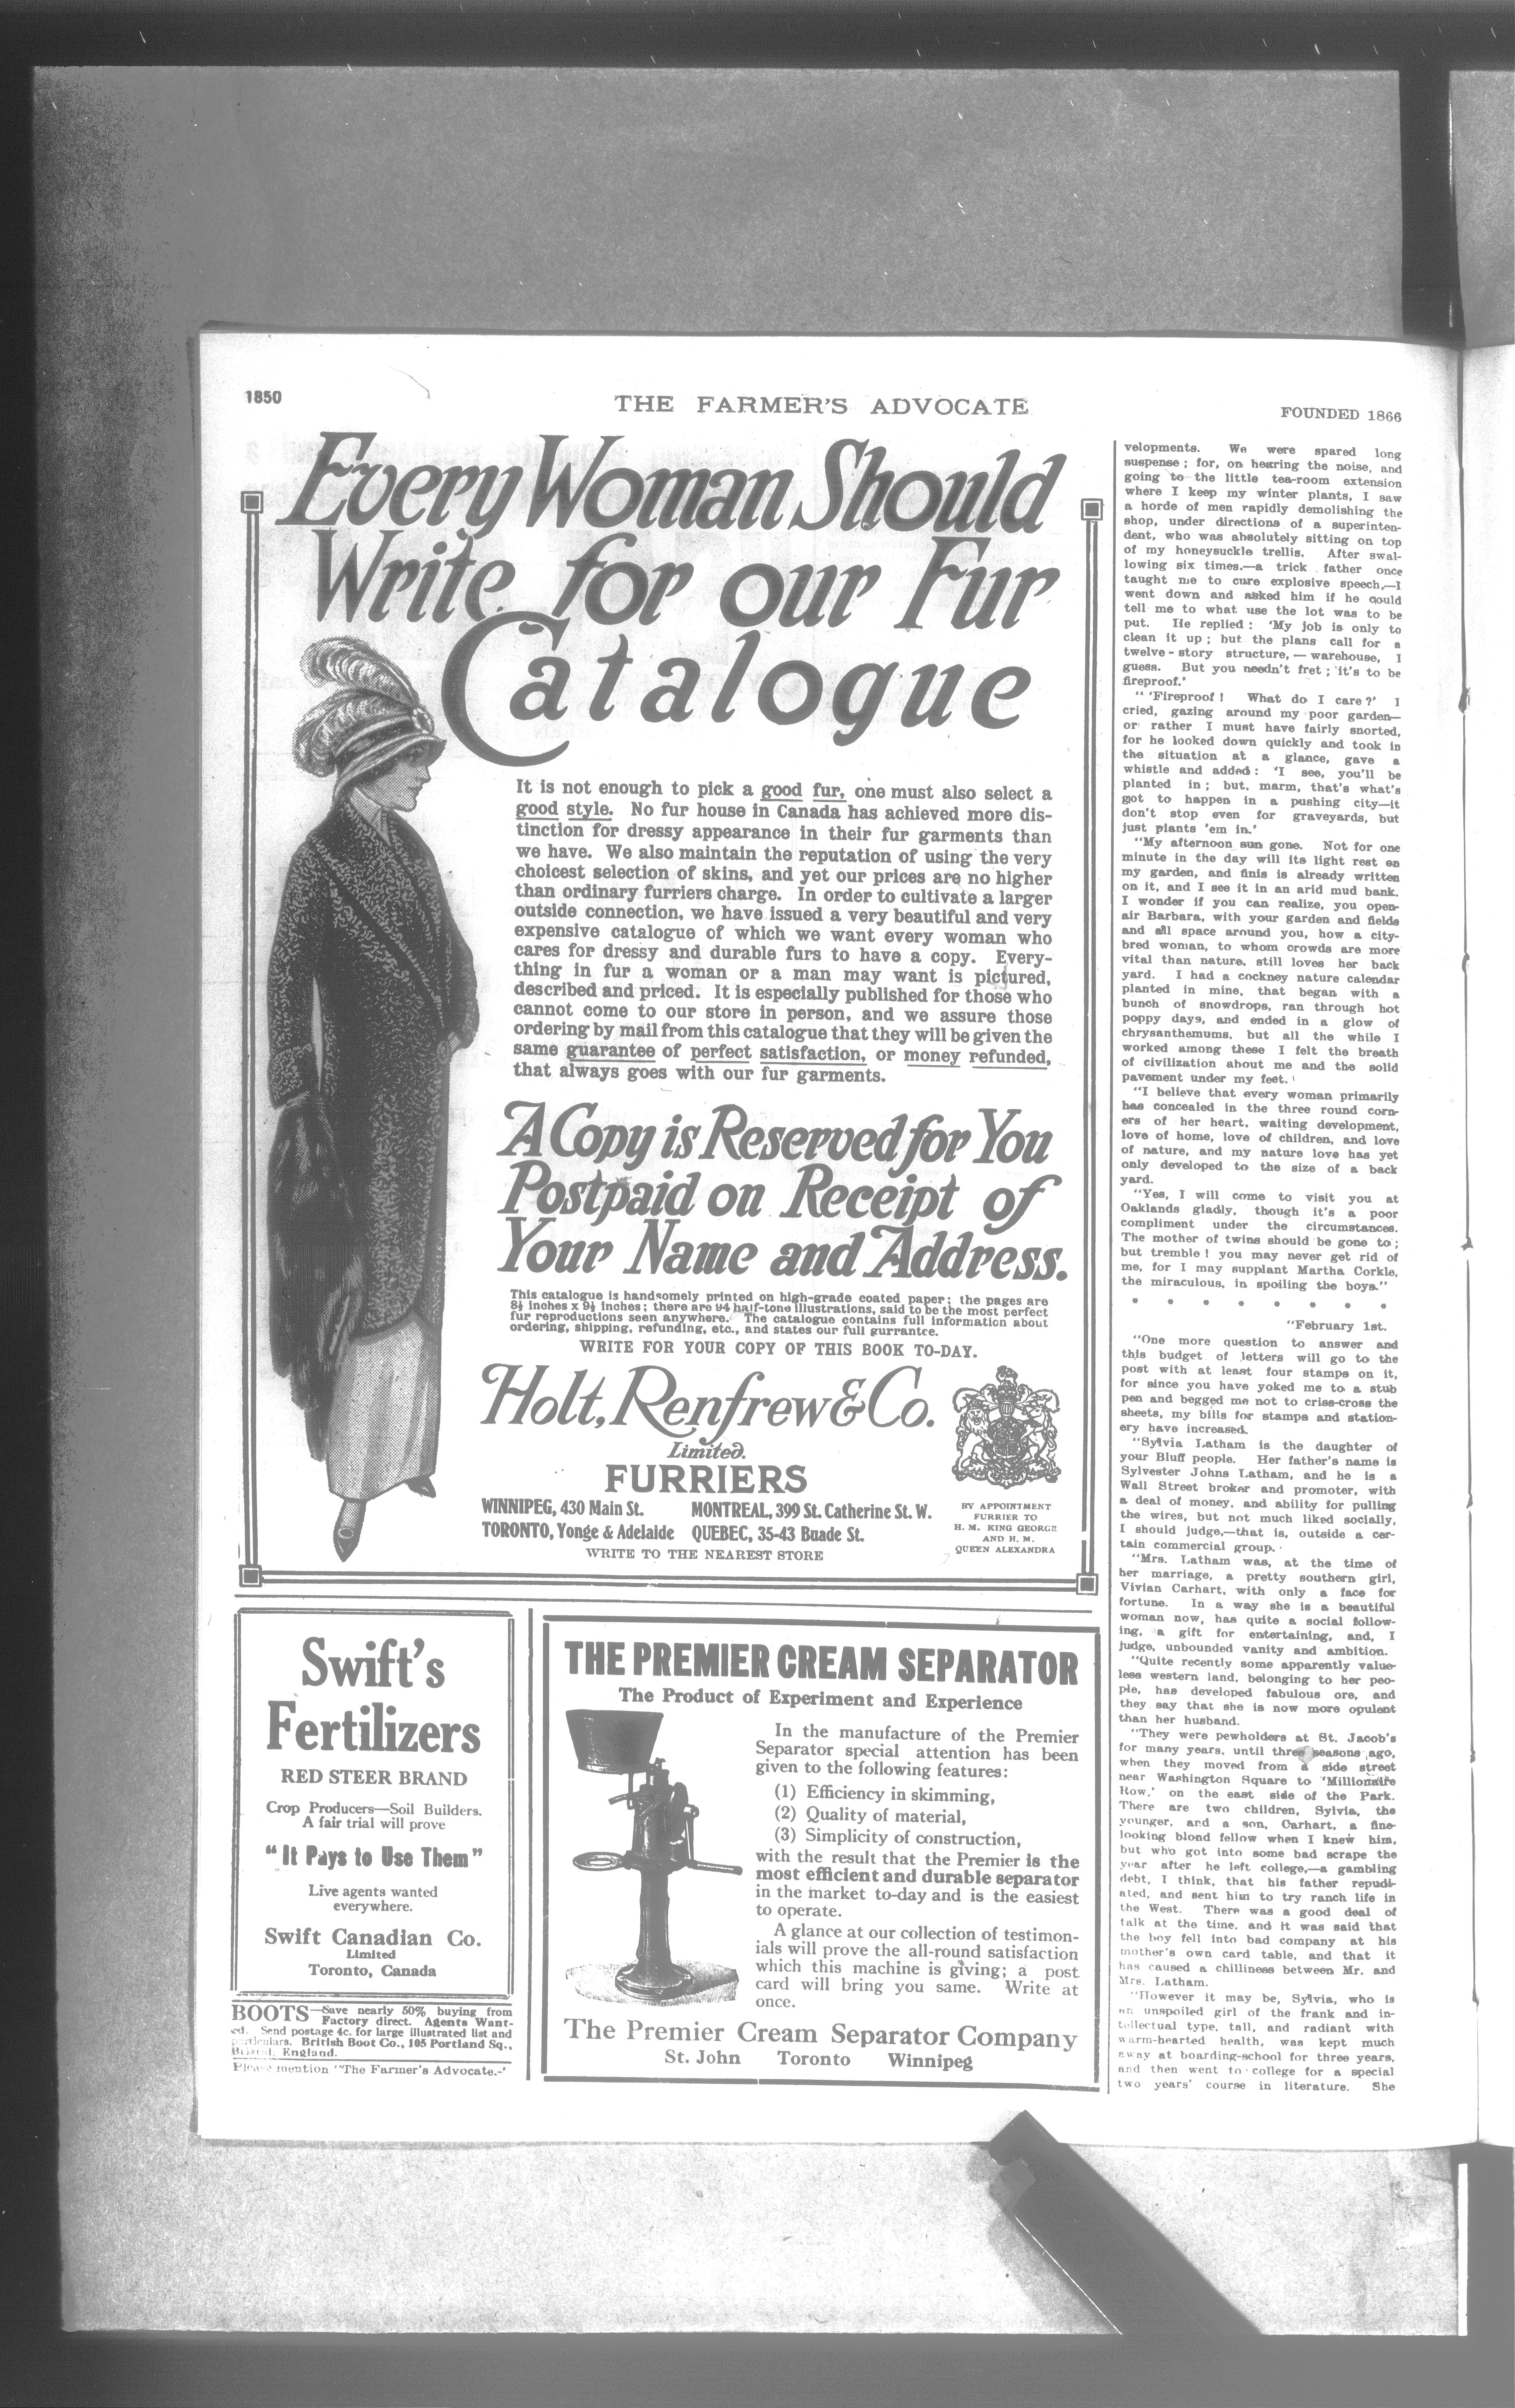 1850
THE FARMER'S ADVOCATE
FOUNDED 1866
Every Woman Should
Write for our Fur
Catalogue
It is not enough to pick a good fur, one must also select a
good style. No fur house in Canada has achieved more dis-
tinction for dressy appearance in their fur garments than
we have. We also maintain the reputation of using the very
choicest selection of skins, and yet our prices are no higher
than ordinary furriers charge. In order to cultivate a larger
outside connection, we have issued a very beautiful and very
expensive catalogue of which we want every woman who
cares for dressy and durable furs to have a copy. Every-
thing in fur a woman or a man may want is pictured,
described and priced. It is especially published for those who
cannot come to our store in person, and we assure those
ordering by mail from this catalogue that they will be given the
same guarantee of perfect satisfaction, or money refunded,
that always goes with our fur garments.
A Copy is Reserved for You
Postpaid on Receipt of
Your Name and Address.
This catalogue is handsomely printed on high-grade coated paper; the pages are
8½ inches x 9½ inches; there are 94 half-tone illustrations, said to be the most perfect
fur reproductions seen anywhere. The catalogue contains full information about
ordering, shipping, refunding, etc., and states our full gurrantce.
WRITE FOR YOUR COPY OF THIS BOOK TO-DAY.
Holt, Renfrew & Co.
Limited.
FURRIERS
WINNIPEG, 430 Main St. MONTREAL, 399 St. Catherine St. W.
TORONTO, Yonge & Adelaide QUEBEC, 35-43 Buade St.
WRITE TO THE NEAREST STORE
BY APPOINTMENT
FURRIER TO
H. M. KING GEORGE
AND H. M.
QUEEN ALEXANDRA
Swift's
Fertilizers
RED STEER BRAND
Crop Producers—Soil Builders.
A fair trial will prove
"It Pays to Use Them"
Live agents wanted
everywhere.
Swift Canadian Co.
Limited
Toronto, Canada
BOOTS—Save nearly 50% buying from
Factory direct. Agents Want-
ed. Send postage 4c. for large illustrated list and
particulars. British Boot Co., 105 Portland Sq.,
Bristol, England.
Please mention "The Farmer's Advocate.-'
THE PREMIER CREAM SEPARATOR
The Product of Experiment and Experience
In the manufacture of the Premier
Separator special attention has been
given to the following features:
(1) Efficiency in skimming,
(2) Quality of material,
(3) Simplicity of construction,
with the result that the Premier is the
most efficient and durable separator
in the market to-day and is the easiest
to operate.
A glance at our collection of testimon-
ials will prove the all-round satisfaction
which this machine is giving; a post
card will bring you same. Write at
once.
The Premier Cream Separator Company
St. John Toronto Winnipeg
velopments. We were spared long
suspense; for, on hearing the noise, and
going to the little tea-room extension
where I keep my winter plants, I saw
a horde of men rapidly demolishing the
shop, under directions of a superinten-
dent, who was absolutely sitting on top
of my honeysuckle trellis. After swal-
lowing six times.—a trick father once
taught me to cure explosive speech,—I
went down and asked him if he could
tell me to what use the lot was to be
put. He replied: 'My job is only to
clean it up; but the plans call for a
twelve-story structure,—warehouse, I
guess. But you needn't fret; it's to be
fireproof.'
" 'Fireproof! What do I care?' I
cried, gazing around my poor garden—
or rather I must have fairly snorted,
for he looked down quickly and took in
the situation at a glance, gave a
whistle and added: 'I see, you'll be
planted in; but, marm, that's what's
got to happen in a pushing city—it
don't stop even for graveyards, but
just plants 'em in.'
"My afternoon sun gone. Not for one
minute in the day will its light rest on
my garden, and finis is already written
on it, and I see it in an arid mud bank.
I wonder if you can realize, you open-
air Barbara, with your garden and fields
and all space around you, how a city-
bred woman, to whom crowds are more
vital than nature, still loves her back
yard. I had a cockney nature calendar
planted in mine, that began with a
bunch of snowdrops, ran through hot
poppy days, and ended in a glow of
chrysanthemums, but all the while I
worked among these I felt the breath
of civilization about me and the solid
pavement under my feet.
"I believe that every woman primarily
has concealed in the three round corn-
ers of her heart, waiting development,
love of home, love of children, and love
of nature, and my nature love has yet
only developed to the size of a back
yard.
"Yes, I will come to visit you at
Oaklands gladly, though it's a poor
compliment under the circumstances.
The mother of twins should be gone to;
but tremble! you may never get rid of
me, for I may supplant Martha Corkle,
the miraculous, in spoiling the boys."
* * * * * * * *
"February 1st.
"One more question to answer and
this budget of letters will go to the
post with at least four stamps on it,
for since you have yoked me to a stub
pen and begged me not to criss-cross the
sheets, my bills for stamps and station-
ery have increased.
"Sylvia Latham is the daughter of
your Bluff people. Her father's name is
Sylvester Johns Latham, and he is a
Wall Street broker and promoter, with
a deal of money, and ability for pulling
the wires, but not much liked socially,
I should judge,—that is, outside a cer-
tain commercial group.
"Mrs. Latham was, at the time of
her marriage, a pretty southern girl,
Vivian Carhart, with only a face for
fortune. In a way she is a beautiful
woman now, has quite a social follow-
ing, a gift for entertaining, and, I
judge, unbounded vanity and ambition.
"Quite recently some apparently value-
less western land, belonging to her peo-
ple, has developed fabulous ore, and
they say that she is now more opulent
than her husband.
"They were pewholders at St. Jacob's
for many years, until three seasons ago,
when they moved from a side street
near Washington Square to 'Millionaire
Row,' on the east side of the Park.
There are two children, Sylvia, the
younger, and a son, Carhart, a fine-
looking blond fellow when I knew him,
but who got into some bad scrape the
year after he left college,—a gambling
debt, I think, that his father repudi-
ated, and sent him to try ranch life in
the West. There was a good deal of
talk at the time, and it was said that
the boy fell into bad company at his
mother's own card table, and that it
has caused a chilliness between Mr. and
Mrs. Latham.
"However it may be, Sylvia, who is
an unspoiled girl of the frank and in-
tellectual type, tall, and radiant with
warm-hearted health, was kept much
away at boarding-school for three years,
and then went to college for a special
two years' course in literature. She